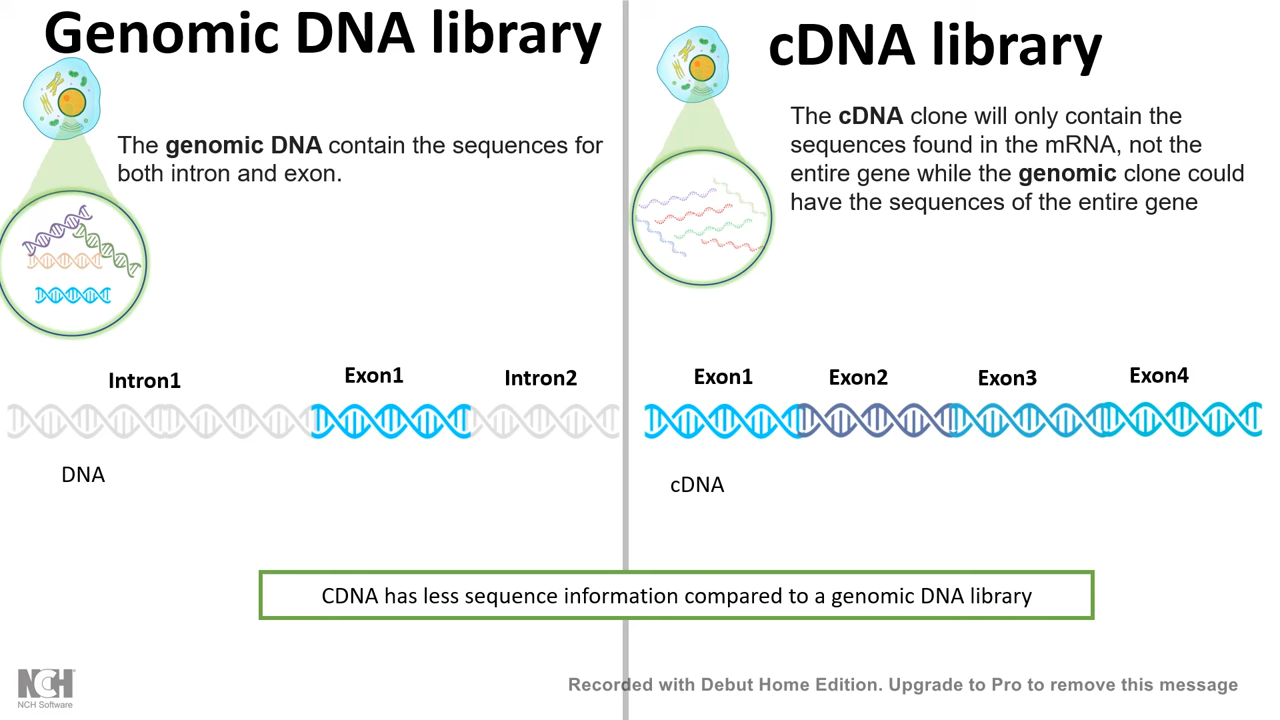 Genomic DNA library
The genomic DNA contain the sequences for
both intron and exon.
Intron1
Exon1
Intron2
DNA
cDNA library
The cDNA clone will only contain the
sequences found in the mRNA, not the
entire gene while the genomic clone could
have the sequences of the entire gene
Exon1
Exon2
Exon3
Exon4
cDNA
CDNA has less sequence information compared to a genomic DNA library
NCH
NCH Software
Recorded with Debut Home Edition. Upgrade to Pro to remove this message